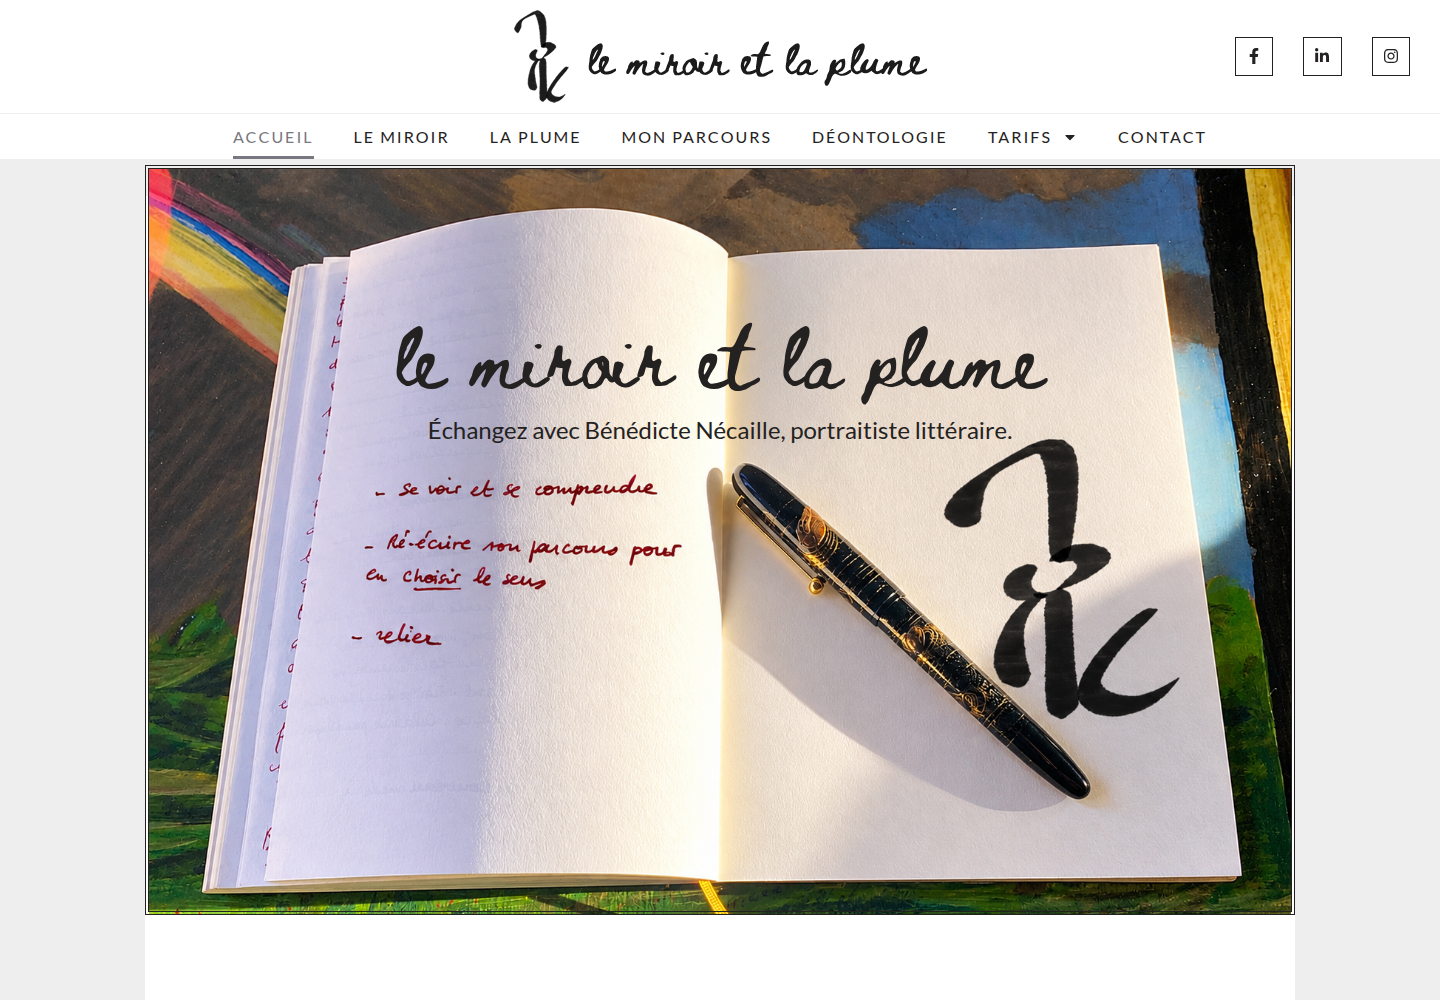 le miroir et la plume
ACCUEIL LE MIROIR LA PLUME MON PARCOURS DÉONTOLOGIE TARIFS CONTACT
le miroir et la plume
Échangez avec Bénédicte Nécaille, portraitiste littéraire.
- se voir et se comprendre
- Ré-écrire son parcours pour
en choisir le sens
- relier